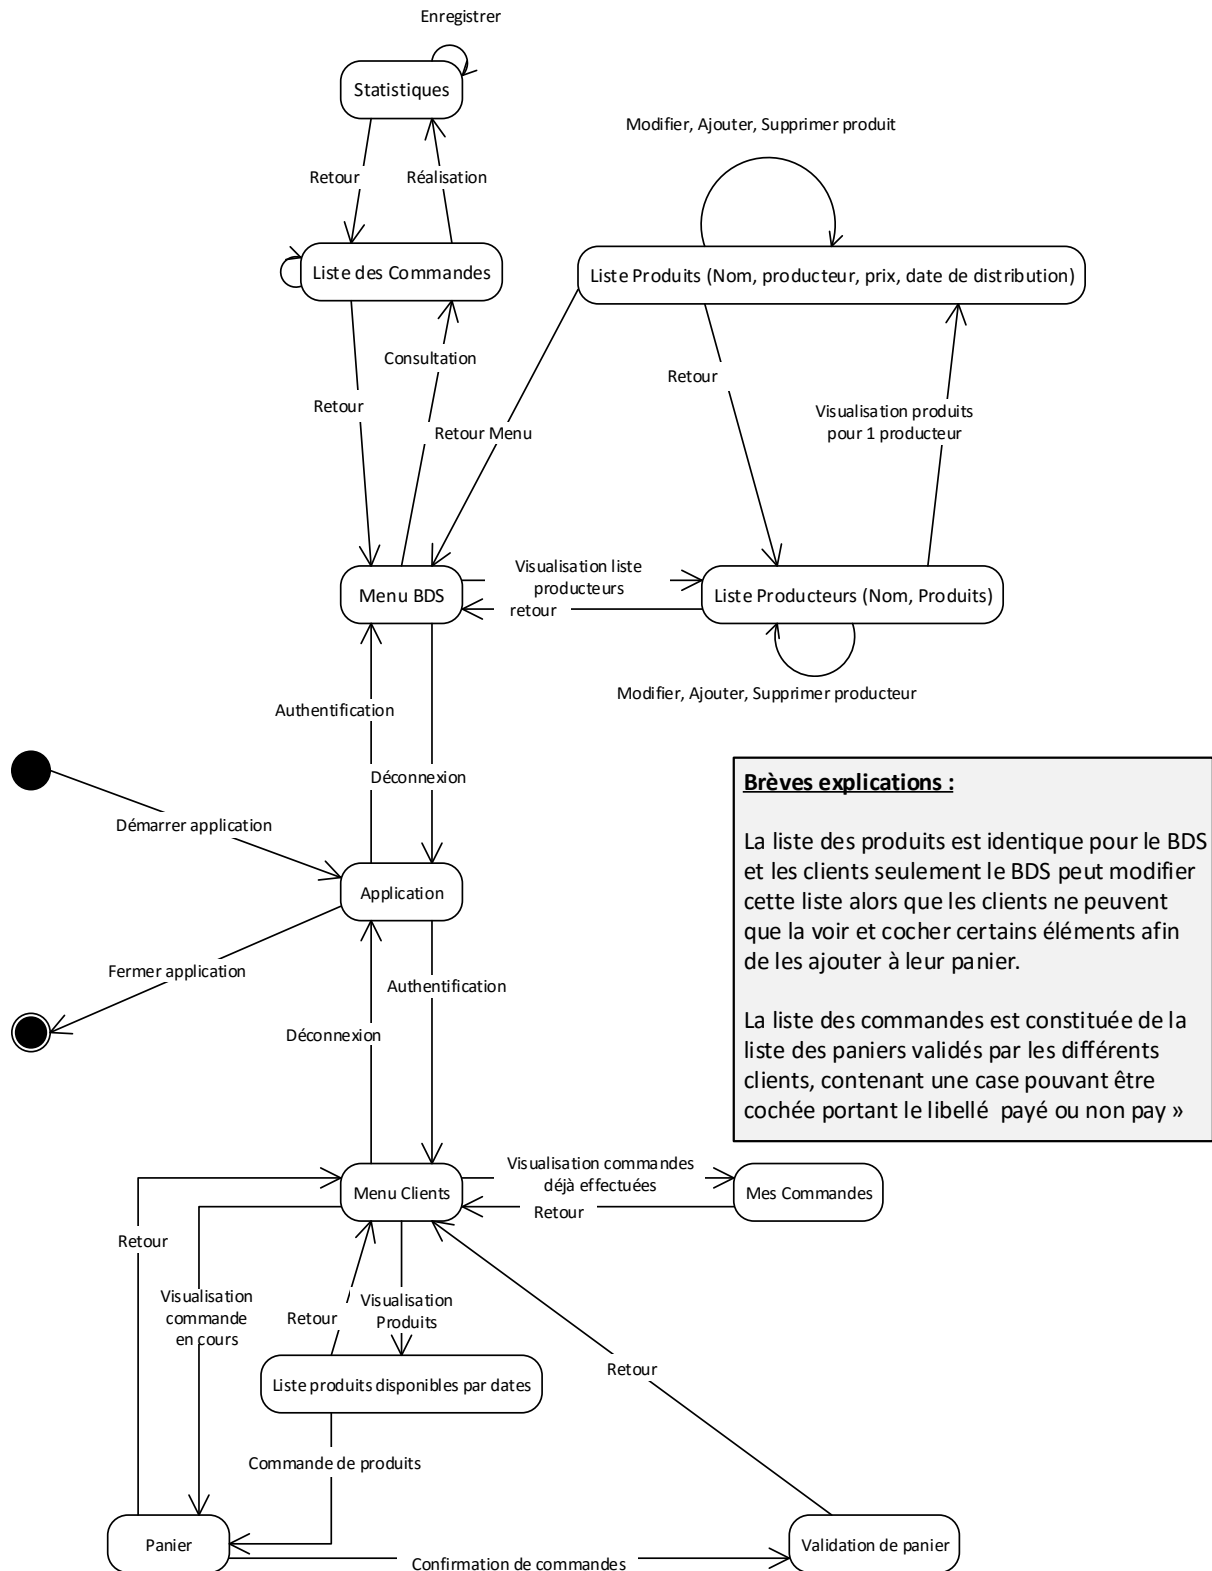 Enregistrer
Statistiques
Modifier, Ajouter, Supprimer produit
Retour
Réalisation
Liste des Commandes
Liste Produits (Nom, producteur, prix, date de distribution)
Consultation
Retour
Retour
Visualisation produits
pour 1 producteur
Retour Menu
Visualisation liste
producteurs
Menu BDS
Liste Producteurs (Nom, Produits)
retour
Modifier, Ajouter, Supprimer producteur
Authentification
Déconnexion
Démarrer application
Application
Fermer application
Authentification
Déconnexion
Brèves explications :
La liste des produits est identique pour le BDS
et les clients seulement le BDS peut modifier
cette liste alors que les clients ne peuvent
que la voir et cocher certains éléments afin
de les ajouter à leur panier.
La liste des commandes est constituée de la
liste des paniers validés par les différents
clients, contenant une case pouvant être
cochée portant le libellé  payé ou non pay »
Visualisation commandes
déjà effectuées
Menu Clients
Mes Commandes
Retour
Retour
Visualisation
commande
en cours
Retour
Visualisation
Produits
Retour
Liste produits disponibles par dates
Commande de produits
Panier
Validation de panier
Confirmation de commandes